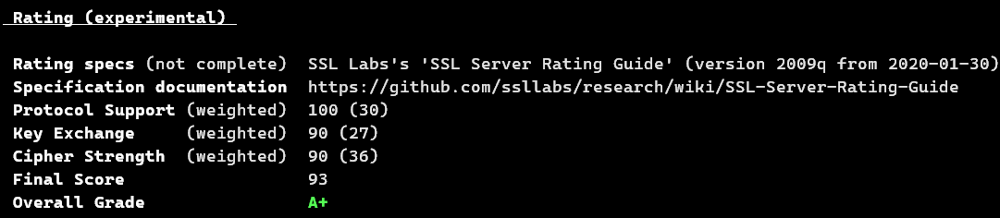 Rating (experimental)
Rating specs (not complete)  SSL Labs's 'SSL Server Rating Guide' (version 2009q from 2020-01-30)
Specification documentation  https://github.com/ssllabs/research/wiki/SSL-Server-Rating-Guide
Protocol Support (weighted)  100 (30)
Key Exchange     (weighted)  90 (27)
Cipher Strength  (weighted)  90 (36)
Final Score                  93
Overall Grade                A+